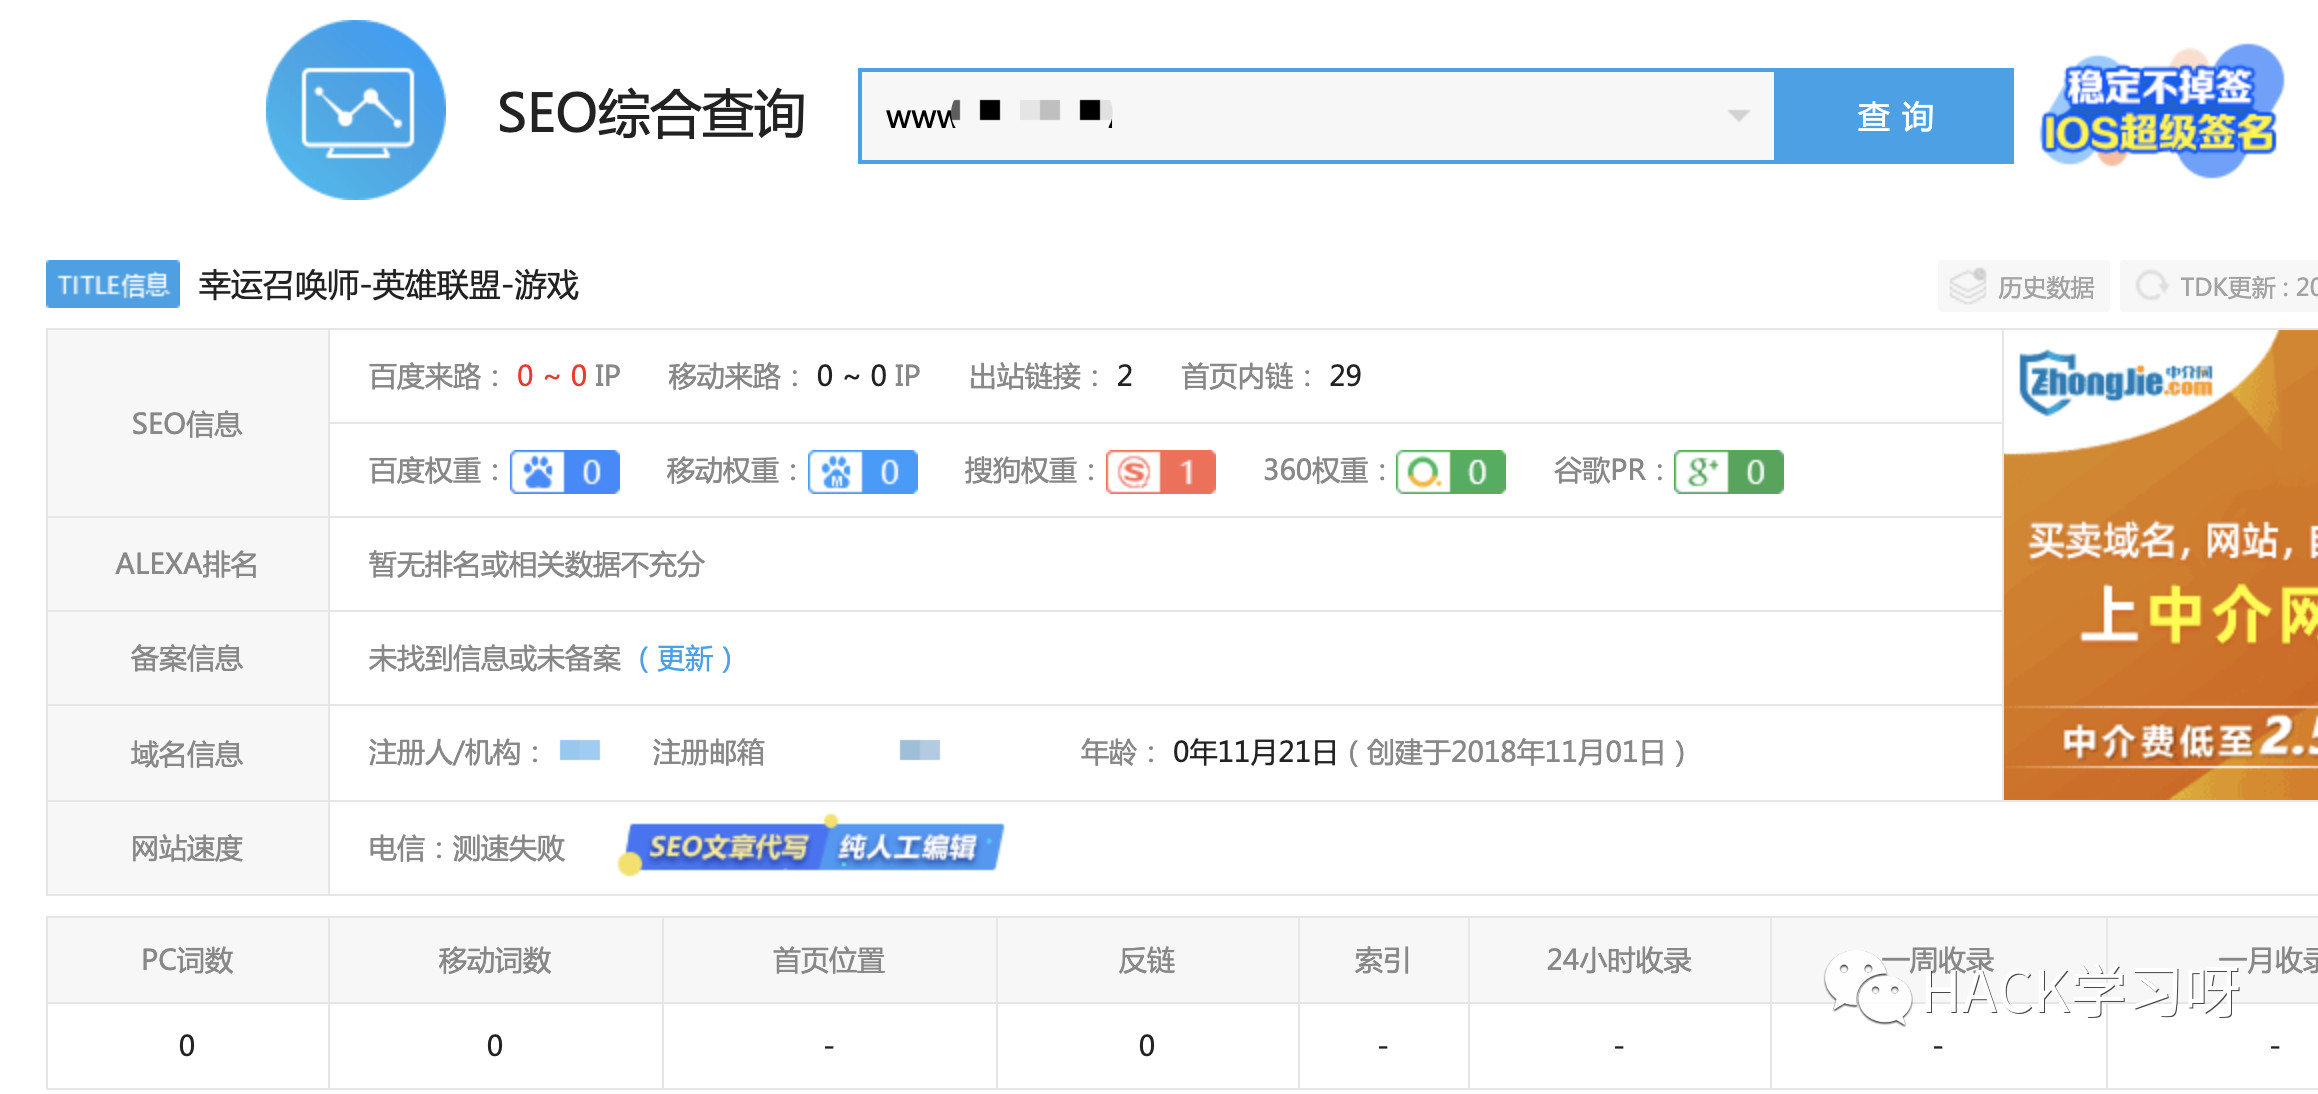 SEO综合查询
www
查 询
稳定不掉签
IOS超级签名
TITLE信息 幸运召唤师-英雄联盟-游戏
历史数据
TDK更新 : 20
SEO信息
百度来路 : 0 ~ 0 IP 移动来路 : 0 ~ 0 IP 出站链接 : 2 首页内链 : 29
百度权重 : 0 移动权重 : M 0 搜狗权重 : S 1 360权重 : 0 谷歌PR : g+ 0
ALEXA排名 暂无排名或相关数据不充分
备案信息 未找到信息或未备案 ( 更新 )
域名信息 注册人/机构 : 注册邮箱 年龄 : 0年11月21日 ( 创建于2018年11月01日 )
网站速度 电信 : 测速失败
SEO文章代写 纯人工编辑
ZhongJie.com 中介网
买卖域名, 网站,
上中介网
中介费低至2.5
PC词数 移动词数 首页位置 反链 索引 24小时收录 一周收录 一月收录
0 0 - 0 - - - -
HACK学习呀